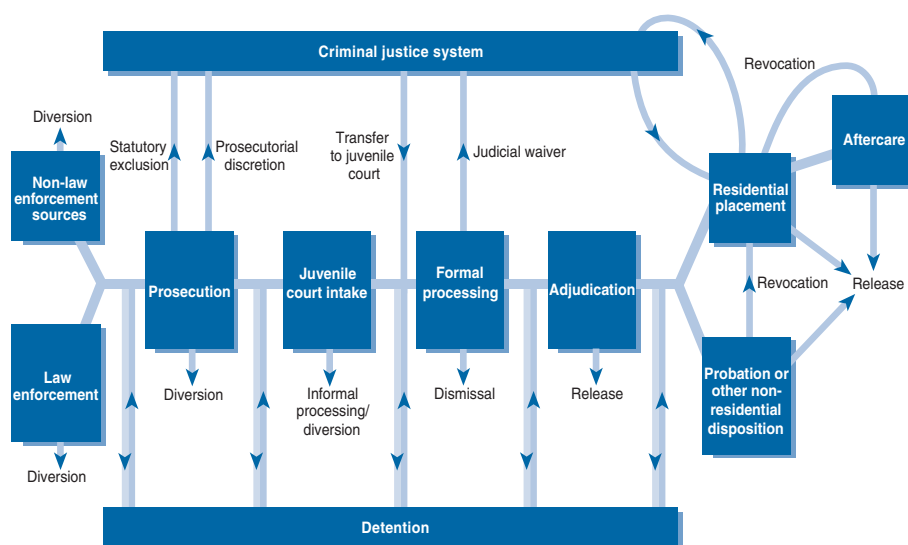 Criminal justice system
Diversion
Non-law
enforcement
sources
Statutory
exclusion
Prosecutorial
discretion
Transfer
to juvenile
court
Judicial waiver
Revocation
Aftercare
Residential
placement
Prosecution
Juvenile
court intake
Formal
processing
Adjudication
Revocation
Release
Law
enforcement
Diversion
Diversion
Informal
processing/
diversion
Dismissal
Release
Probation or
other non-
residential
disposition
Detention